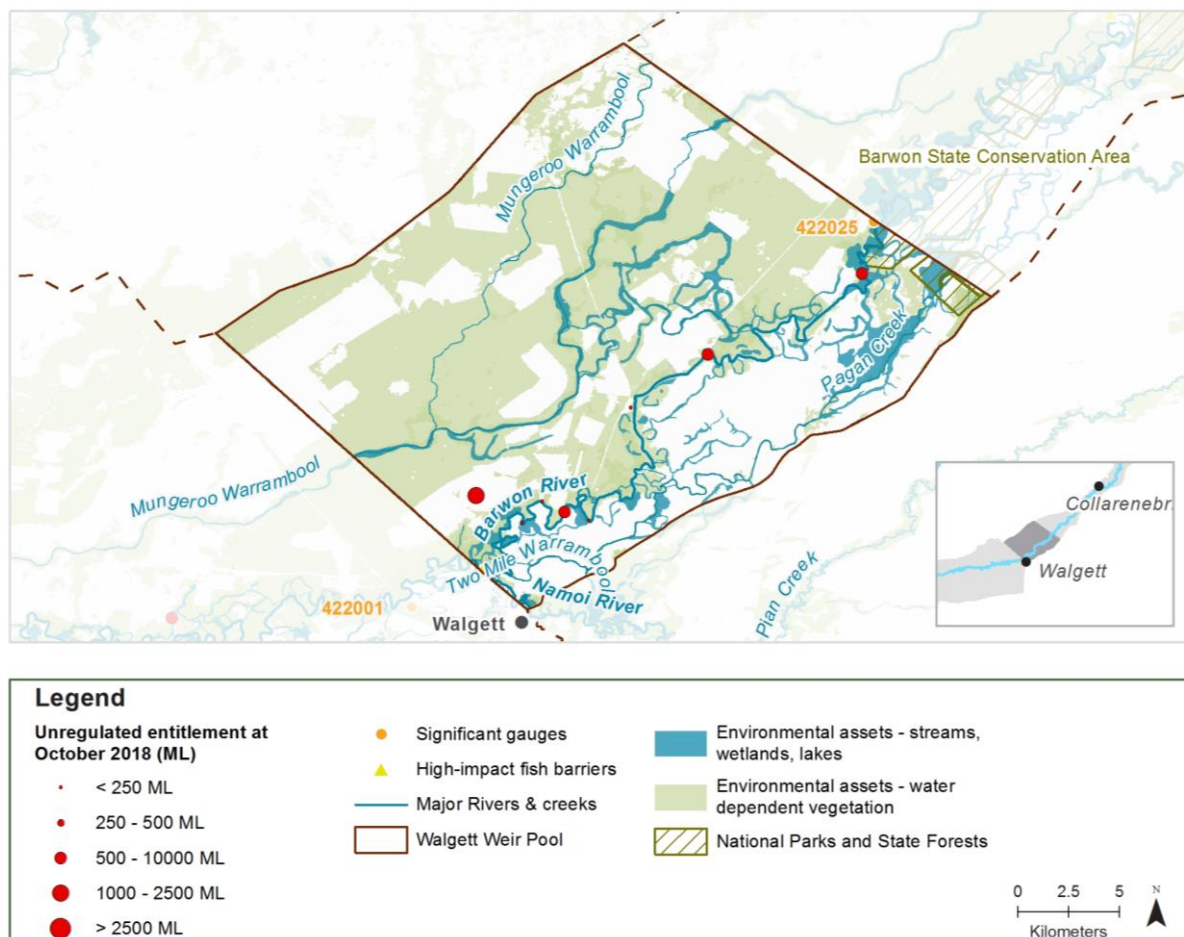 Mungeroo Warrambool
Barwon State Conservation Area
422025
Pagan Creek
Mungeroo Warrambool
Barwon River
Two Mile Warrambool
Namoi River
422001
Walgett
Pian Creek
Collarenebr
Walgett
Legend
Unregulated entitlement at
October 2018 (ML)
< 250 ML
250 - 500 ML
500 - 10000 ML
1000 - 2500 ML
> 2500 ML
Significant gauges
High-impact fish barriers
Major Rivers & creeks
Walgett Weir Pool
Environmental assets - streams,
wetlands, lakes
Environmental assets - water
dependent vegetation
National Parks and State Forests
0 2.5 5
Kilometers
N